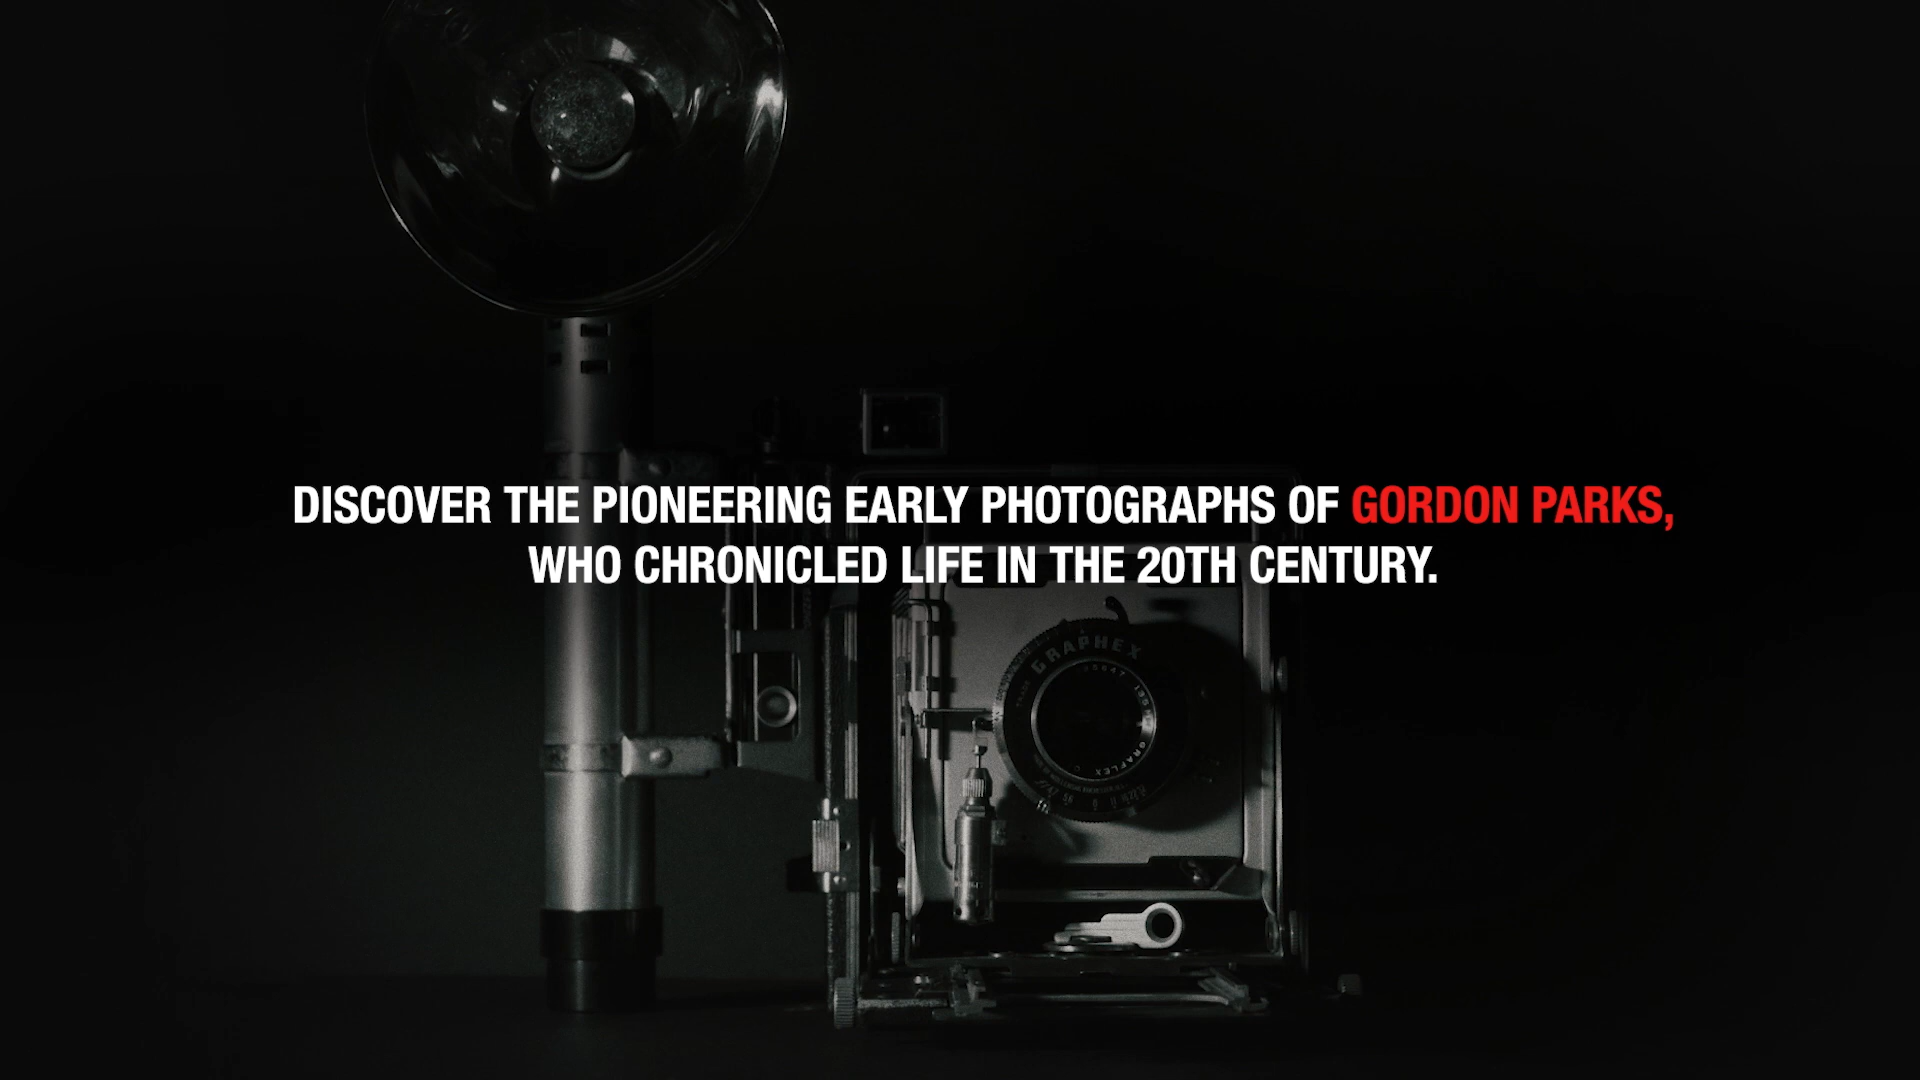 DISCOVER THE PIONEERING EARLY PHOTOGRAPHS OF GORDON PARKS,
WHO CHRONICLED LIFE IN THE 20TH CENTURY.
GRAPHEX
GRAFLEX